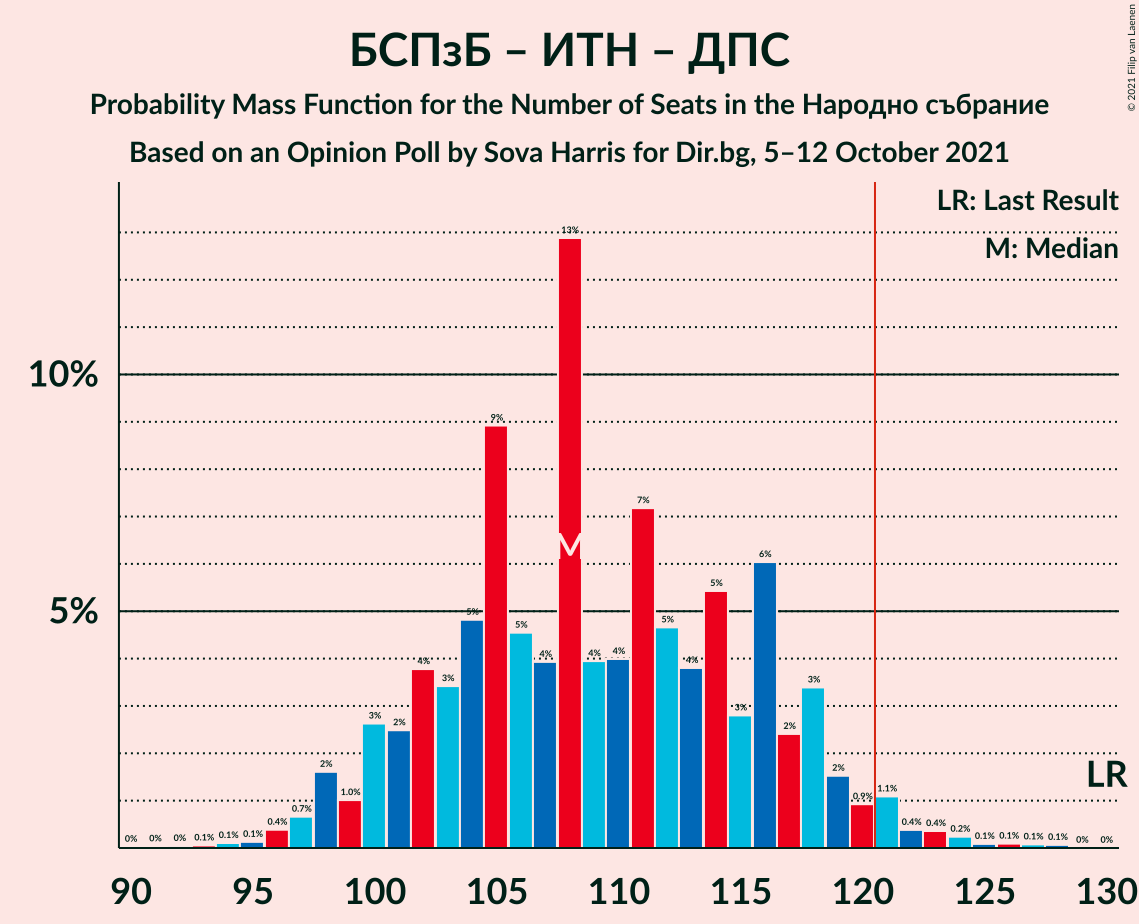 БСПзБ – ИТН – ДПС
Probability Mass Function for the Number of Seats in the Народно събрание
Based on an Opinion Poll by Sova Harris for Dir.bg, 5–12 October 2021
© 2021 Filip van Laenen
LR: Last Result
M: Median
10%
5%
0% 0% 0% 0.1% 0.1% 0.1% 0.4% 0.7% 2% 1.0% 3% 2% 4% 3% 5% 9% 5% 4% 13% 4% 4% 7% 5% 4% 5% 3% 6% 2% 3% 2% 0.9% 1.1% 0.4% 0.4% 0.2% 0.1% 0.1% 0.1% 0.1% 0% 0%
M
LR
90 95 100 105 110 115 120 125 130